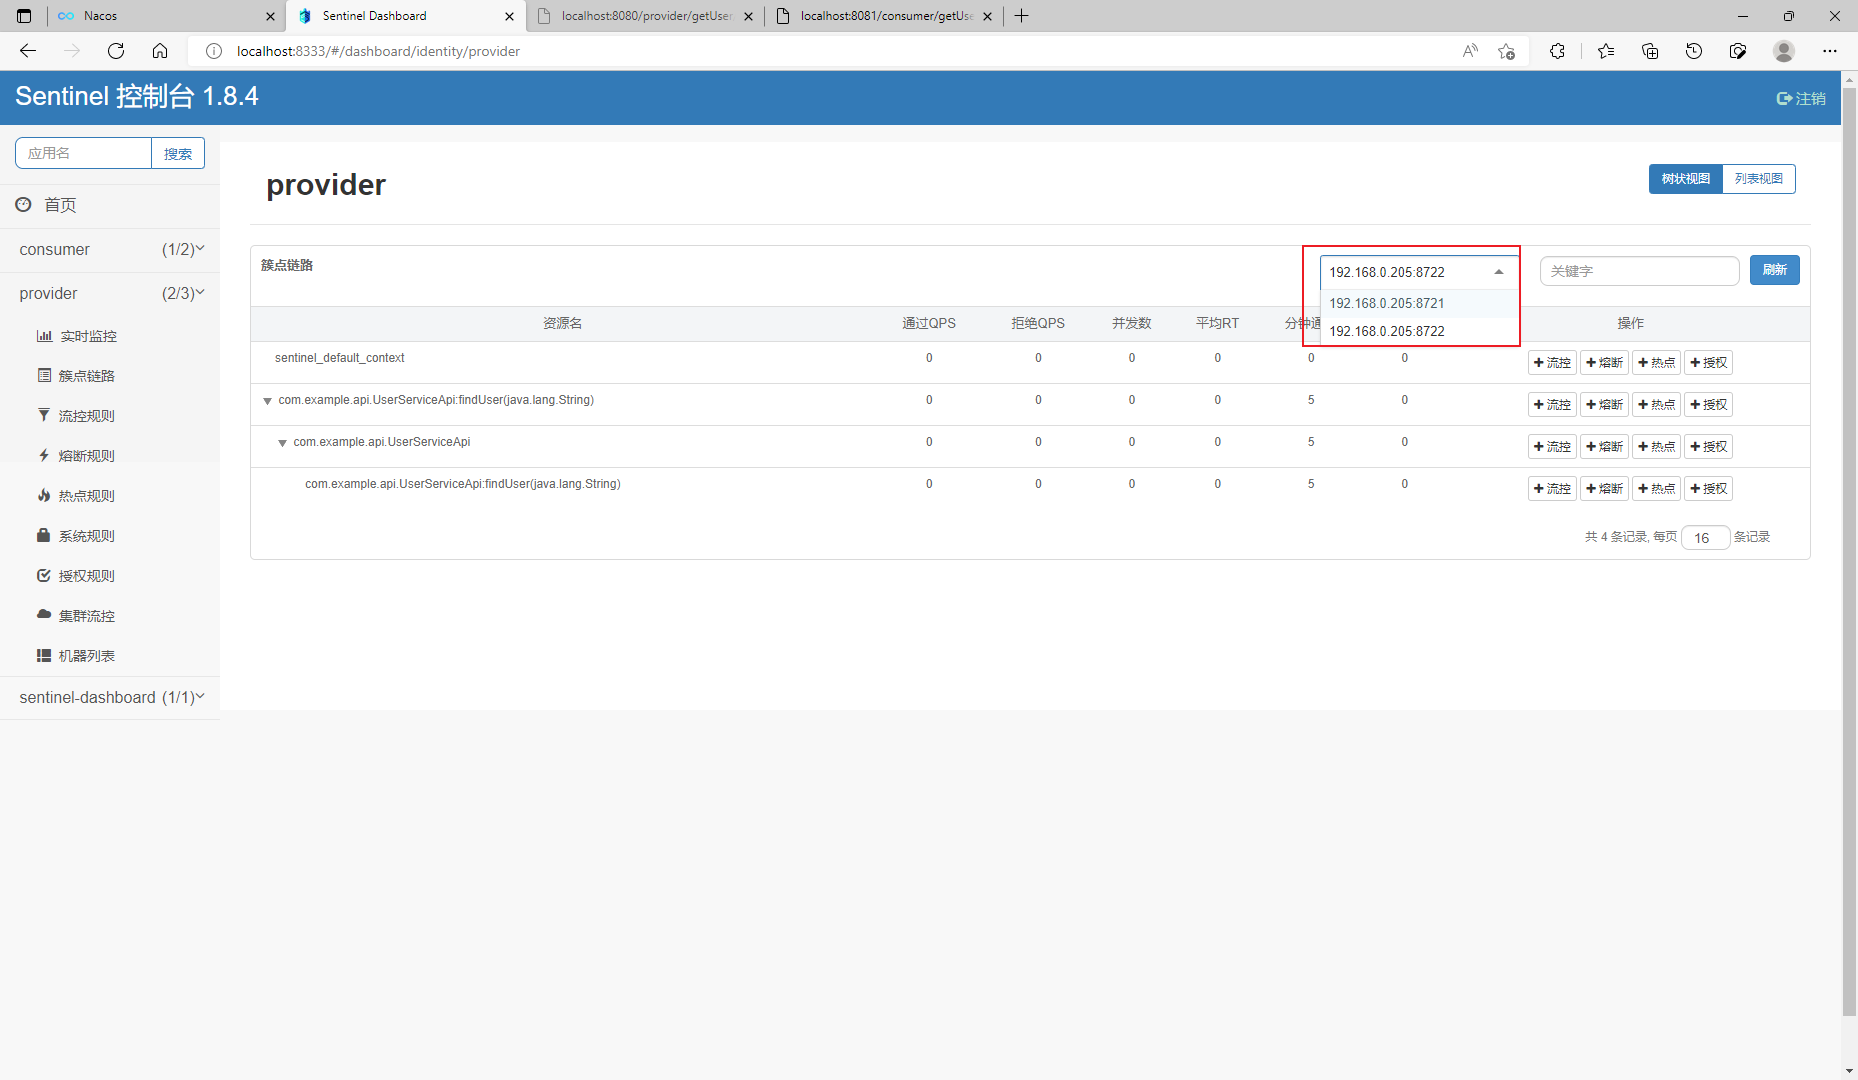 Nacos
Sentinel Dashboard
localhost:8080/provider/getUser
localhost:8081/consumer/getUse
localhost:8333/#/dashboard/identity/provider
Sentinel 控制台 1.8.4
注销
应用名
搜索
首页
consumer (1/2)
provider (2/3)
实时监控
簇点链路
流控规则
熔断规则
热点规则
系统规则
授权规则
集群流控
机器列表
sentinel-dashboard (1/1)
provider
树状视图 列表视图
簇点链路
192.168.0.205:8722
192.168.0.205:8721
192.168.0.205:8722
关键字
刷新
资源名 通过QPS 拒绝QPS 并发数 平均RT 分钟通 操作
sentinel_default_context 0 0 0 0 0 0 流控 熔断 热点 授权
com.example.api.UserServiceApi:findUser(java.lang.String) 0 0 0 0 5 0 流控 熔断 热点 授权
com.example.api.UserServiceApi 0 0 0 0 5 0 流控 熔断 热点 授权
com.example.api.UserServiceApi:findUser(java.lang.String) 0 0 0 0 5 0 流控 熔断 热点 授权
共 4 条记录, 每页 16 条记录